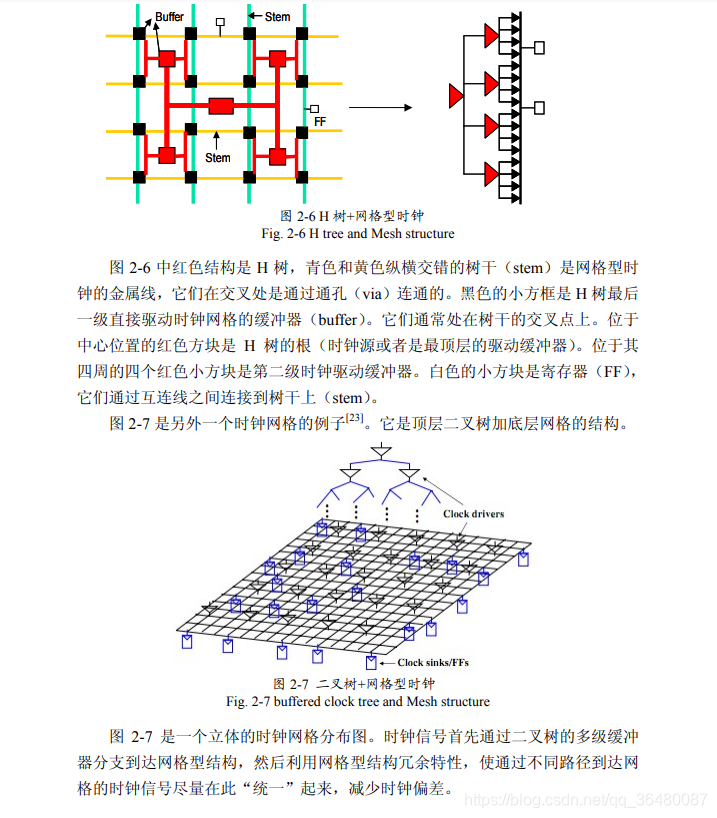 Buffer
Stem
FF
Stem
图 2-6 H 树+网格型时钟
Fig. 2-6 H tree and Mesh structure
图 2-6 中红色结构是 H 树，青色和黄色纵横交错的树干（stem）是网格型时
钟的金属线，它们在交叉处是通过通孔（via）连通的。黑色的小方框是 H 树最后
一级直接驱动时钟网格的缓冲器（buffer）。它们通常处在树干的交叉点上。位于
中心位置的红色方块是 H 树的根（时钟源或者是最顶层的驱动缓冲器）。位于其
四周的四个红色小方块是第二级时钟驱动缓冲器。白色的小方块是寄存器（FF），
它们通过互连线之间连接到树干上（stem）。
图 2-7 是另外一个时钟网格的例子[23]。它是顶层二叉树加底层网格的结构。
Clock drivers
Clock sinks/FFs
图 2-7 二叉树+网格型时钟
Fig. 2-7 buffered clock tree and Mesh structure
图 2-7 是一个立体的时钟网格分布图。时钟信号首先通过二叉树的多级缓冲
器分支到达网格型结构，然后利用网格型结构冗余特性，使通过不同路径到达网
格的时钟信号尽量在此“统一”起来，减少时钟偏差。
https://blog.csdn.net/qq_36480087